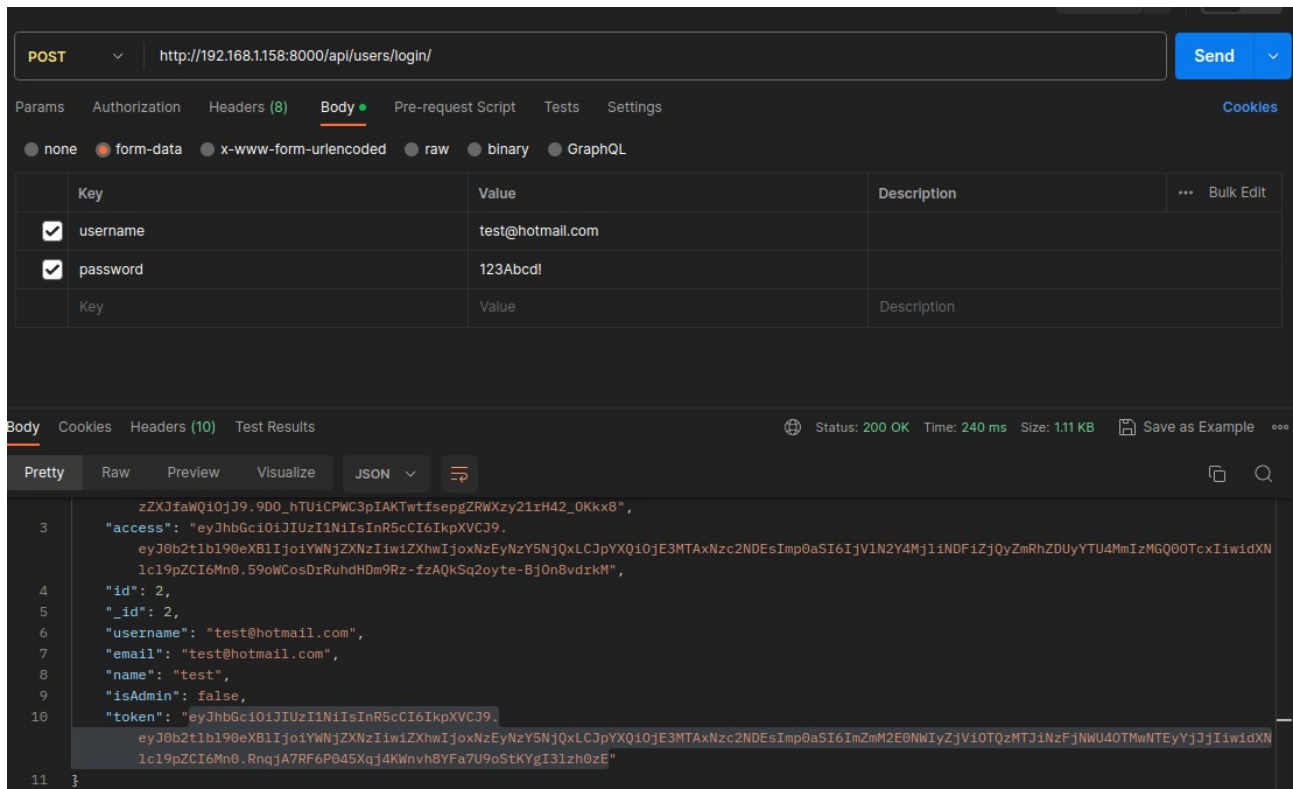 POST http://192.168.1.158:8000/api/users/login/ Send
Params Authorization Headers (8) Body Pre-request Script Tests Settings Cookies
none form-data x-www-form-urlencoded raw binary GraphQL
Key Value Description Bulk Edit
username test@hotmail.com
password 123Abcd!
Key Value Description
Body Cookies Headers (10) Test Results Status: 200 OK Time: 240 ms Size: 1.11 KB Save as Example
Pretty Raw Preview Visualize JSON
zZXJfaWQiOjJ9.9DO_hTUiCPWC3pIAKTwtfsepgZRWXzy21rH42_OKkx8",
3 "access": "eyJhbGciOiJIUzI1NiIsInR5cCI6IkpXVCJ9.
eyJ0b2tlbl90eXBlIjoiYWNjZXNzIiwiZXhwIjoxNzEyNzY5NjQxLCJpYXQiOjE3MTAxNzc2NDEsImp0aSI6IjVlN2Y4MjliNDFiZjQyZmRhZDUyYTU4MmIzMGQ0OTcxIiwidXN
lcl9pZCI6Mn0.59oWCosDrRuhdHDm9Rz-fzAQkSq2oyte-BjOn8vdrkM",
4 "id": 2,
5 "_id": 2,
6 "username": "test@hotmail.com",
7 "email": "test@hotmail.com",
8 "name": "test",
9 "isAdmin": false,
10 "token": "eyJhbGciOiJIUzI1NiIsInR5cCI6IkpXVCJ9.
eyJ0b2tlbl90eXBlIjoiYWNjZXNzIiwiZXhwIjoxNzEyNzY5NjQxLCJpYXQiOjE3MTAxNzc2NDEsImp0aSI6ImZmM2E0NWIyZjViOTQzMTJiNzFjNWU4OTMwNTEyYjJjIiwidXN
lcl9pZCI6Mn0.RnqjA7RF6P045Xqj4KWnvh8YFa7U9oStKYgI3lzh0zE"
11 }